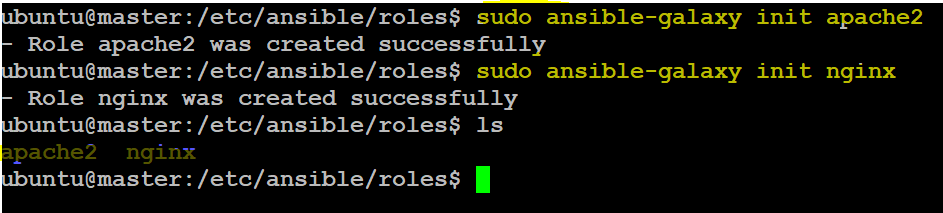 ubuntu@master:/etc/ansible/roles$ sudo ansible-galaxy init apache2
- Role apache2 was created successfully
ubuntu@master:/etc/ansible/roles$ sudo ansible-galaxy init nginx
- Role nginx was created successfully
ubuntu@master:/etc/ansible/roles$ ls
apache2  nginx
ubuntu@master:/etc/ansible/roles$